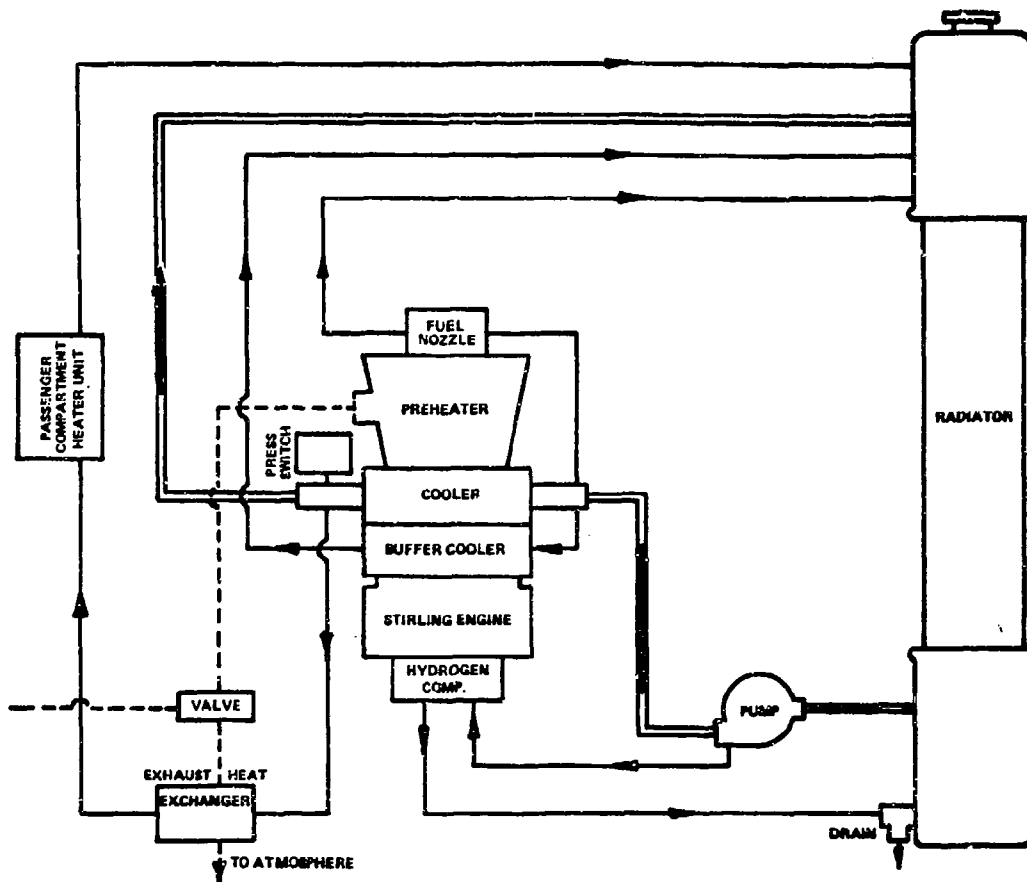 FUEL
NOZZLE
PREHEATER
PASSENGER
COMPARTMENT
HEATER UNIT
PRESS
SWITCH
COOLER
BUFFER COOLER
STIRLING ENGINE
HYDROGEN
COMP.
RADIATOR
PUMP
VALVE
EXHAUST HEAT
EXCHANGER
TO ATMOSPHERE
DRAIN